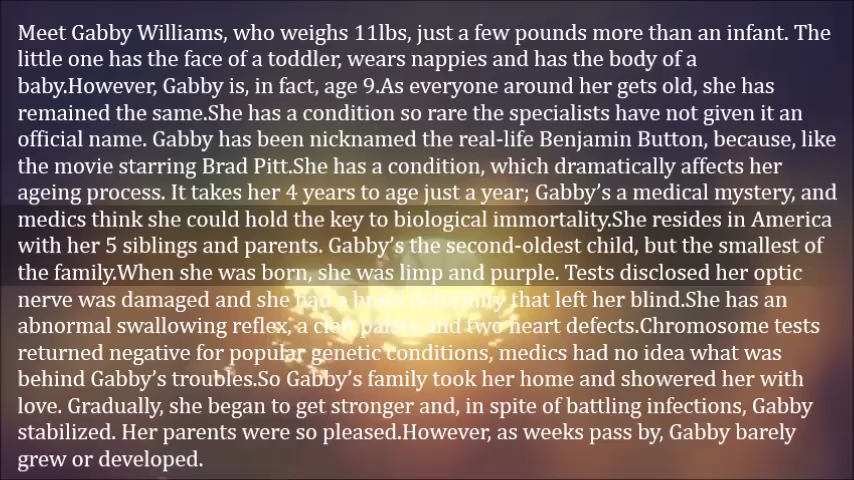 Meet Gabby Williams, who weighs 11lbs, just a few pounds more than an infant. The
little one has the face of a toddler, wears nappies and has the body of a
baby.However, Gabby is, in fact, age 9.As everyone around her gets old, she has
remained the same.She has a condition so rare the specialists have not given it an
official name. Gabby has been nicknamed the real-life Benjamin Button, because, like
the movie starring Brad Pitt.She has a condition, which dramatically affects her
ageing process. It takes her 4 years to age just a year; Gabby’s a medical mystery, and
medics think she could hold the key to biological immortality.She resides in America
with her 5 siblings and parents. Gabby’s the second-oldest child, but the smallest of
the family.When she was born, she was limp and purple. Tests disclosed her optic
nerve was damaged and she had a brain deformity that left her blind.She has an
abnormal swallowing reflex, a cleft palate and two heart defects.Chromosome tests
returned negative for popular genetic conditions, medics had no idea what was
behind Gabby’s troubles.So Gabby’s family took her home and showered her with
love. Gradually, she began to get stronger and, in spite of battling infections, Gabby
stabilized. Her parents were so pleased.However, as weeks pass by, Gabby barely
grew or developed.